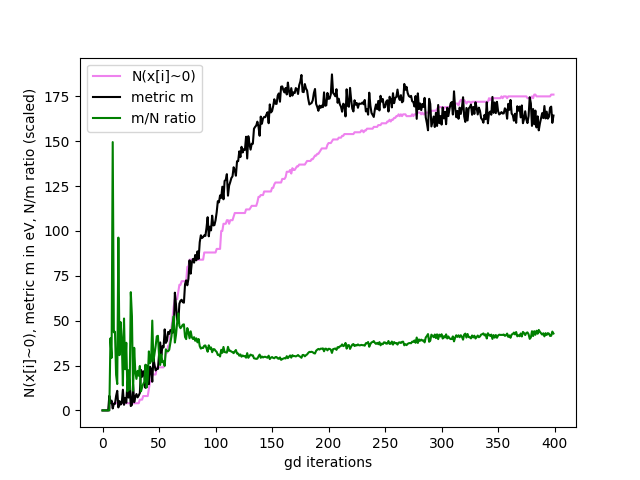 N(x[i]~0)
metric m
m/N ratio
N(x[i]~0), metric m in eV, N/m ratio (scaled)
175
150
125
100
75
50
25
0
0 50 100 150 200 250 300 350 400
gd iterations